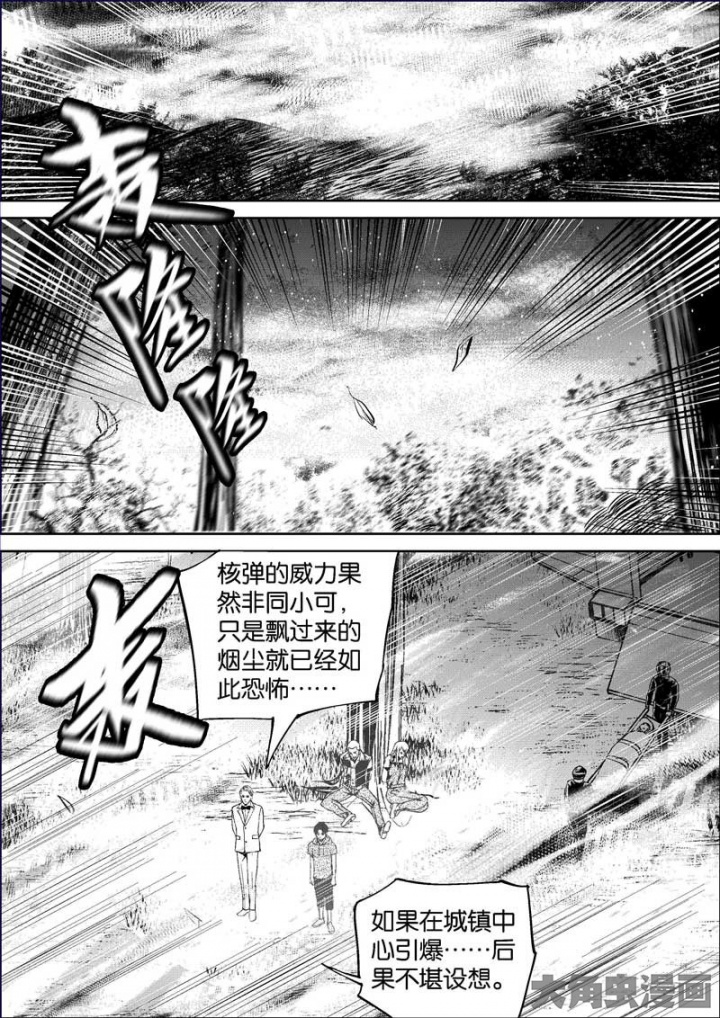 轰
隆
隆
轰
核弹的威力果
然非同小可，
只是飘过来的
烟尘就已经如
此恐怖……
如果在城镇中
心引爆……后
果不堪设想。
大角虫漫画